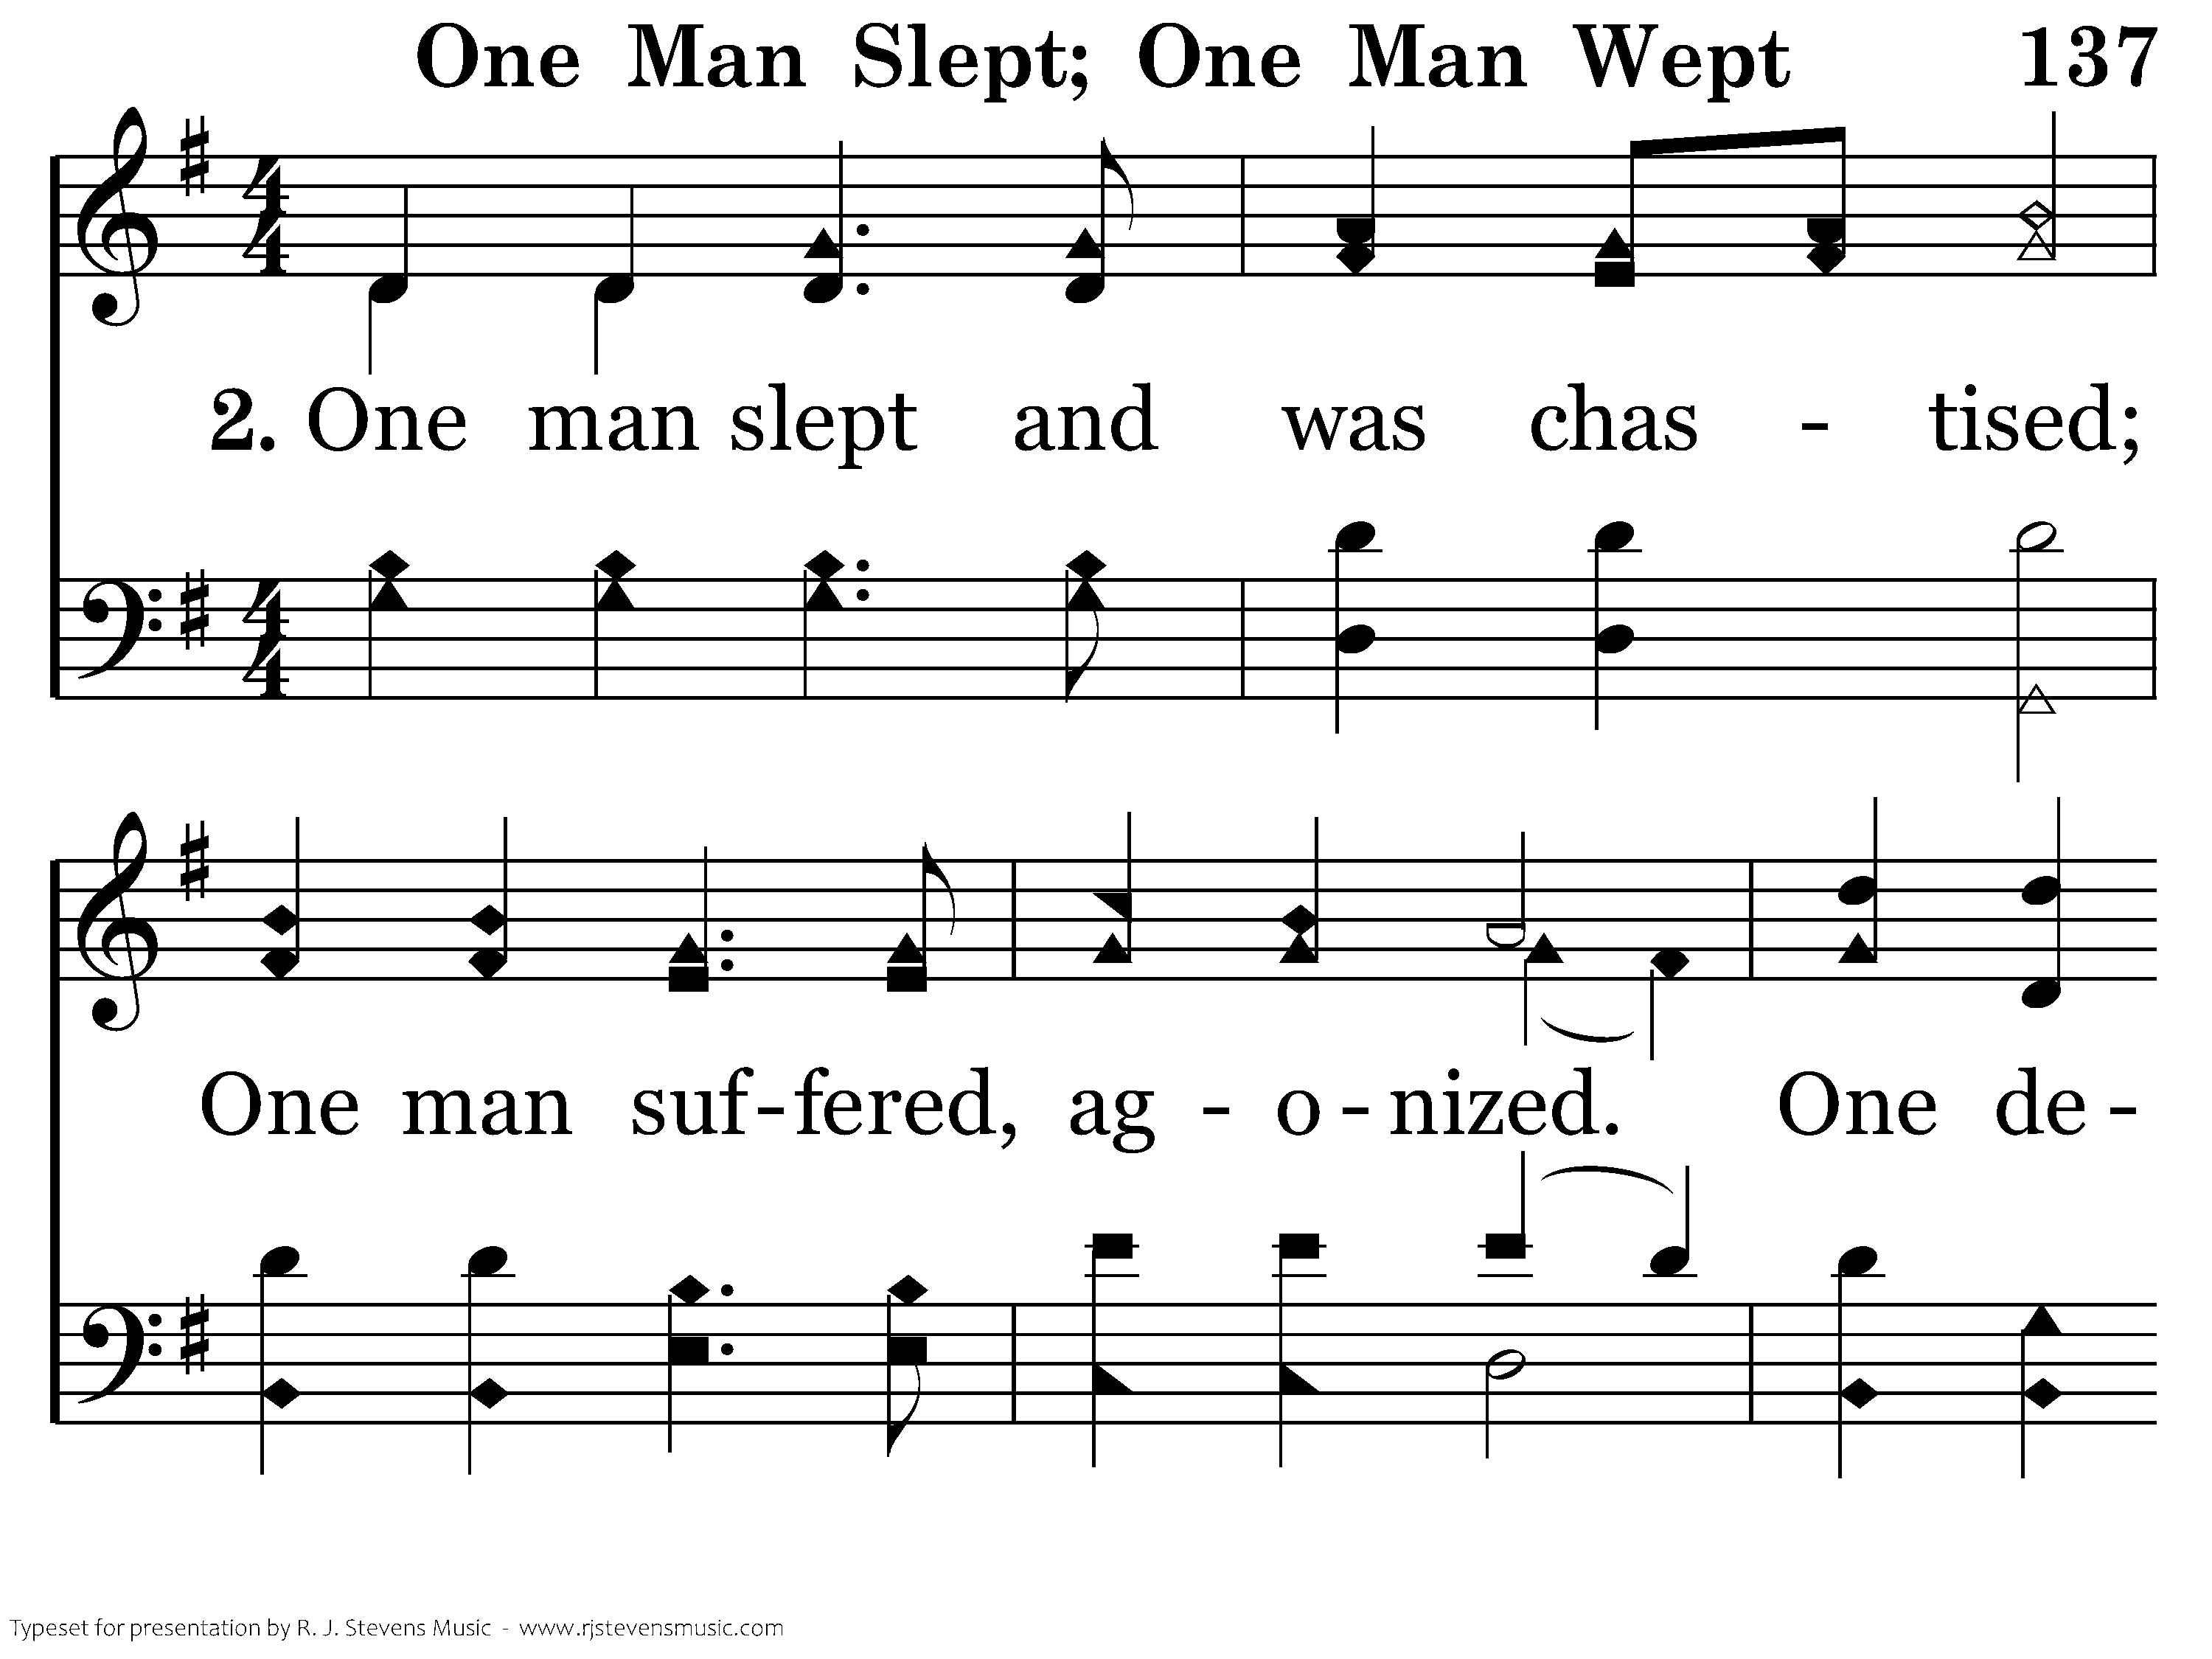 One Man Slept; One Man Wept 137
2. One man slept and was chas - tised;
One man suf-fered, ag - o - nized. One de -
Typeset for presentation by R. J. Stevens Music - www.rjstevensmusic.com